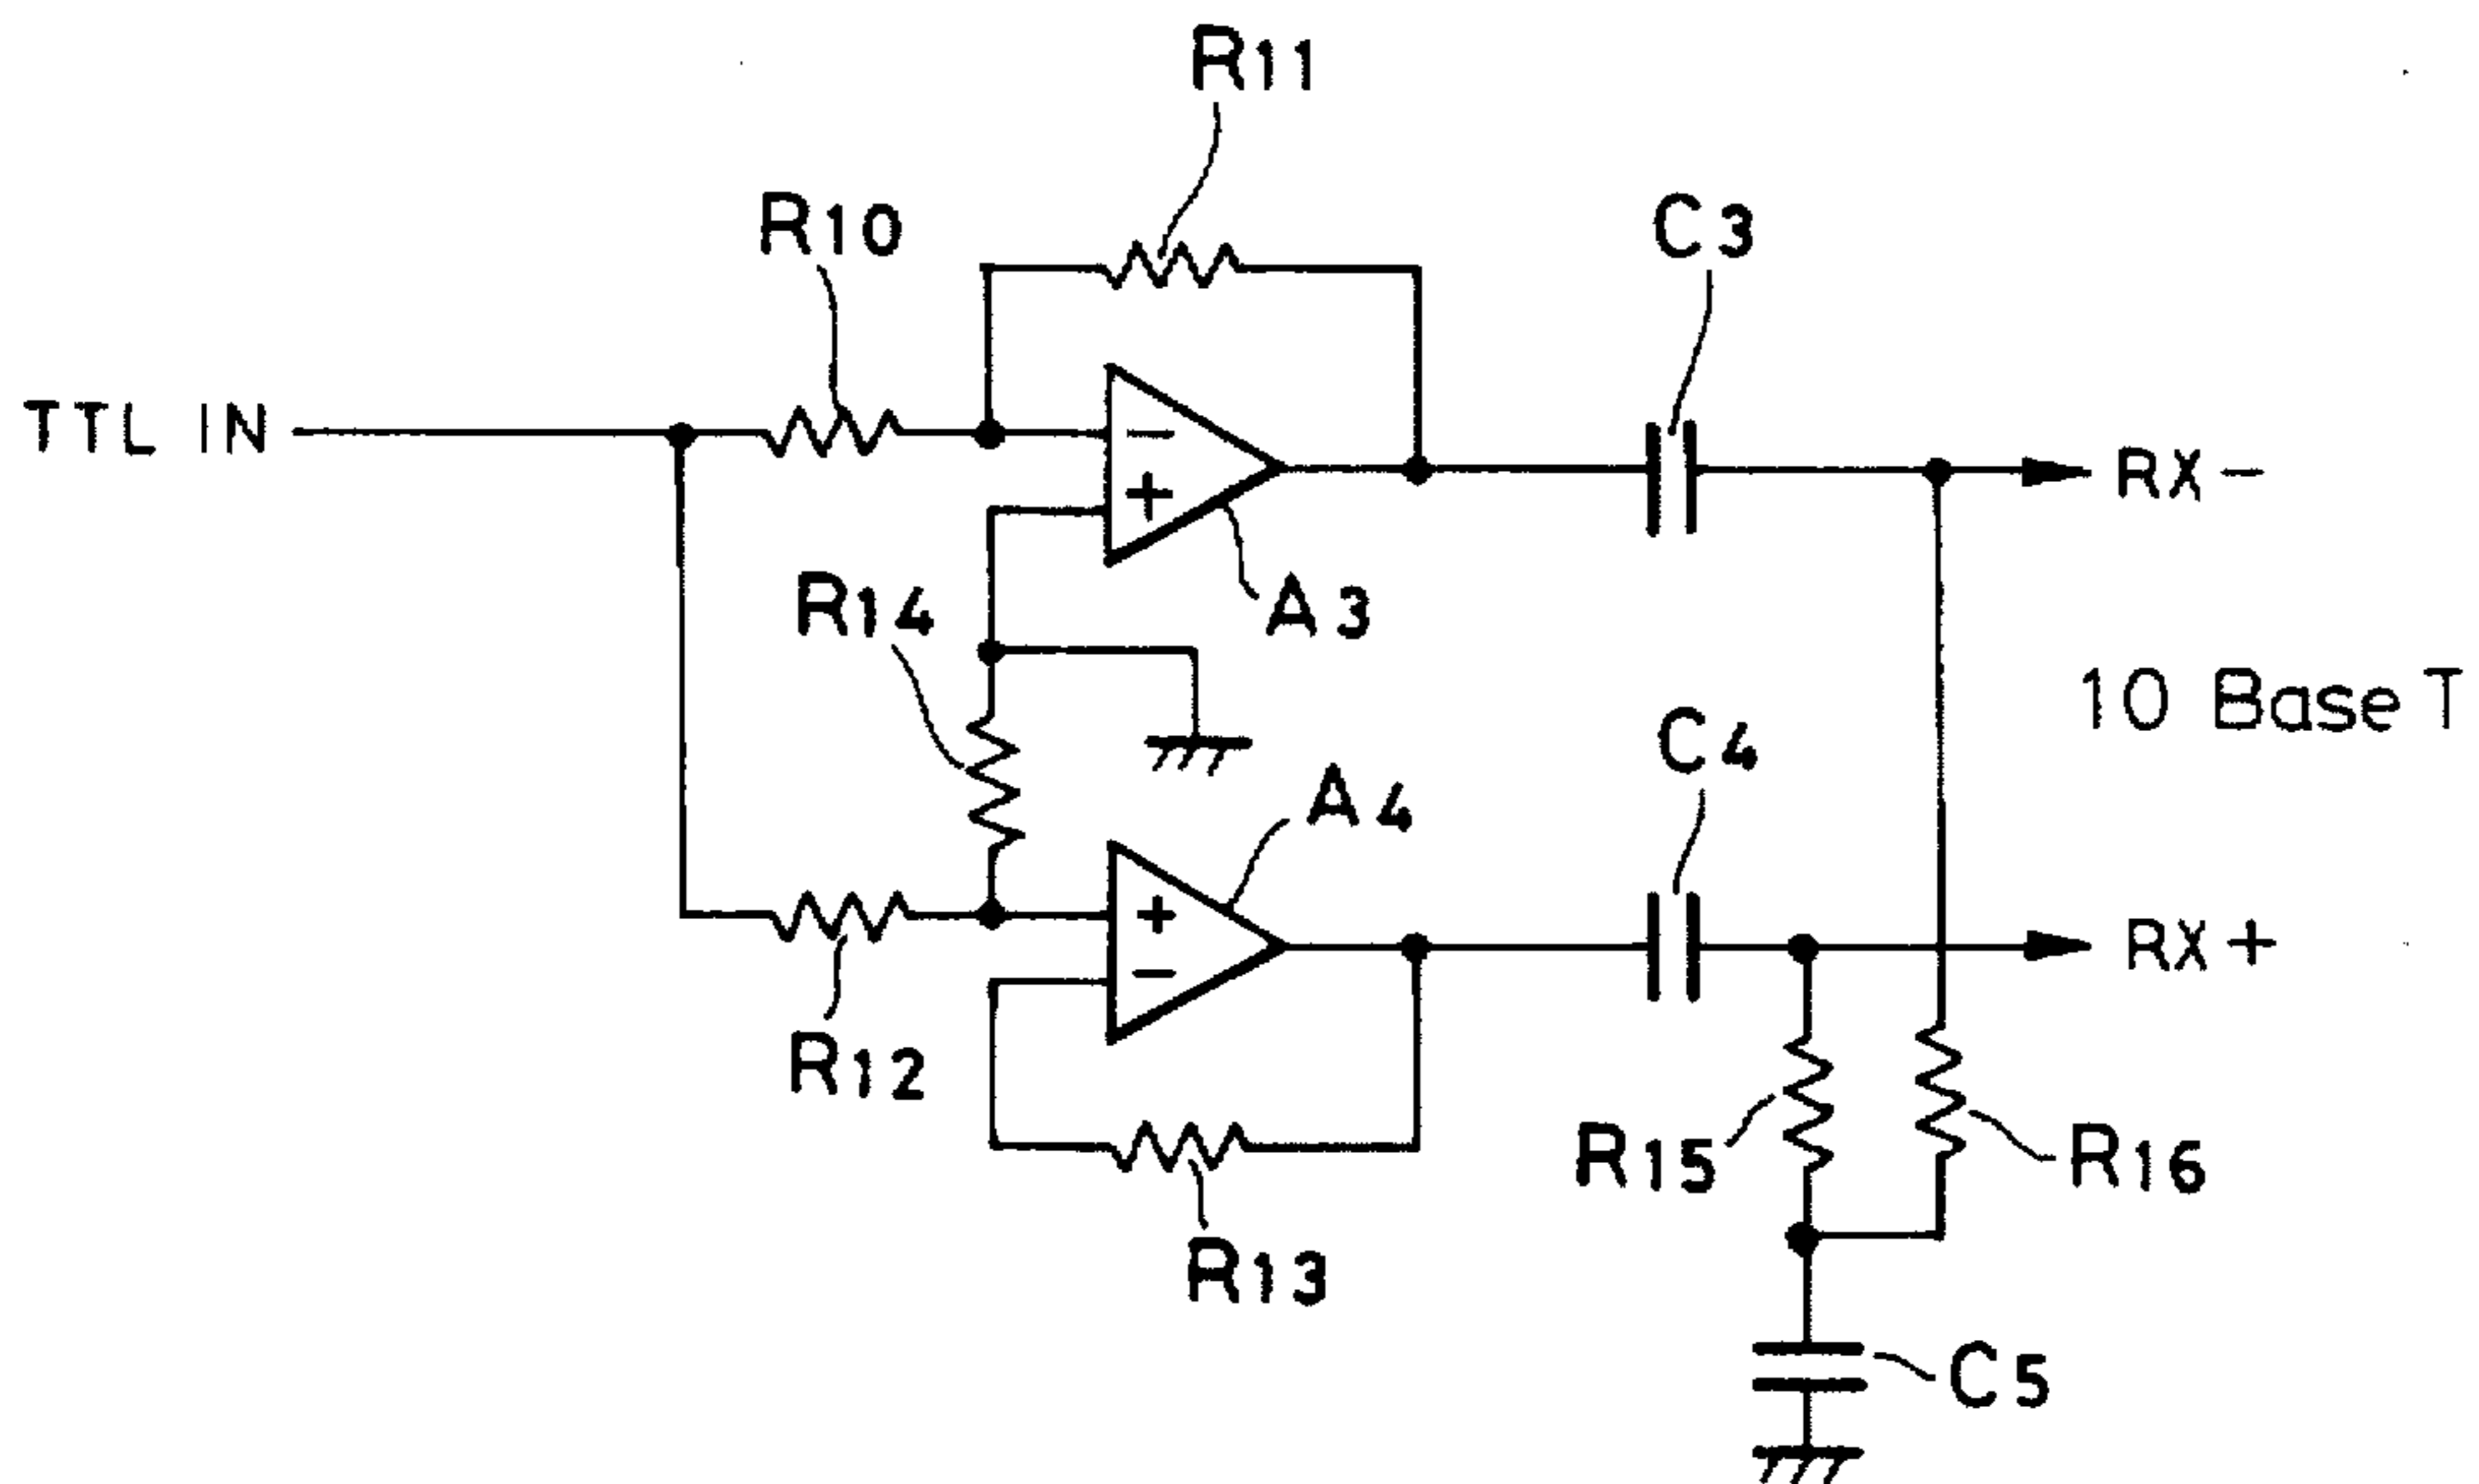 R11
R10
C3
TTL IN
-
+
RX-
R14
A3
10 Base T
C4
A4
+
-
RX+
R12
R15
R16
R13
C5